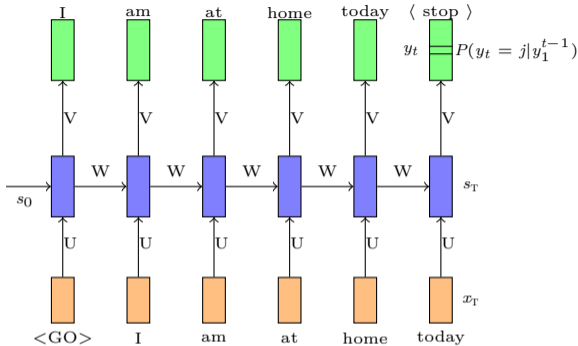 I am at home today ⟨ stop ⟩
y_t P(y_t = j|y_1^{t−1})
V V V V V V
W W W W W
s_0 s_T
U U U U U U
x_T
<GO> I am at home today